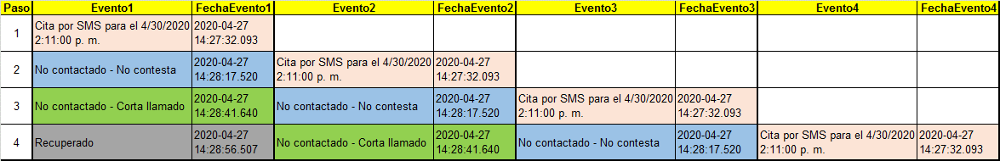 Paso Evento1 FechaEvento1 Evento2 FechaEvento2 Evento3 FechaEvento3 Evento4 FechaEvento4
1 Cita por SMS para el 4/30/2020 2:11:00 p. m. 2020-04-27 14:27:32.093
2 No contactado - No contesta 2020-04-27 14:28:17.520 Cita por SMS para el 4/30/2020 2:11:00 p. m. 2020-04-27 14:27:32.093
3 No contactado - Corta llamado 2020-04-27 14:28:41.640 No contactado - No contesta 2020-04-27 14:28:17.520 Cita por SMS para el 4/30/2020 2:11:00 p. m. 2020-04-27 14:27:32.093
4 Recuperado 2020-04-27 14:28:56.507 No contactado - Corta llamado 2020-04-27 14:28:41.640 No contactado - No contesta 2020-04-27 14:28:17.520 Cita por SMS para el 4/30/2020 2:11:00 p. m. 2020-04-27 14:27:32.093